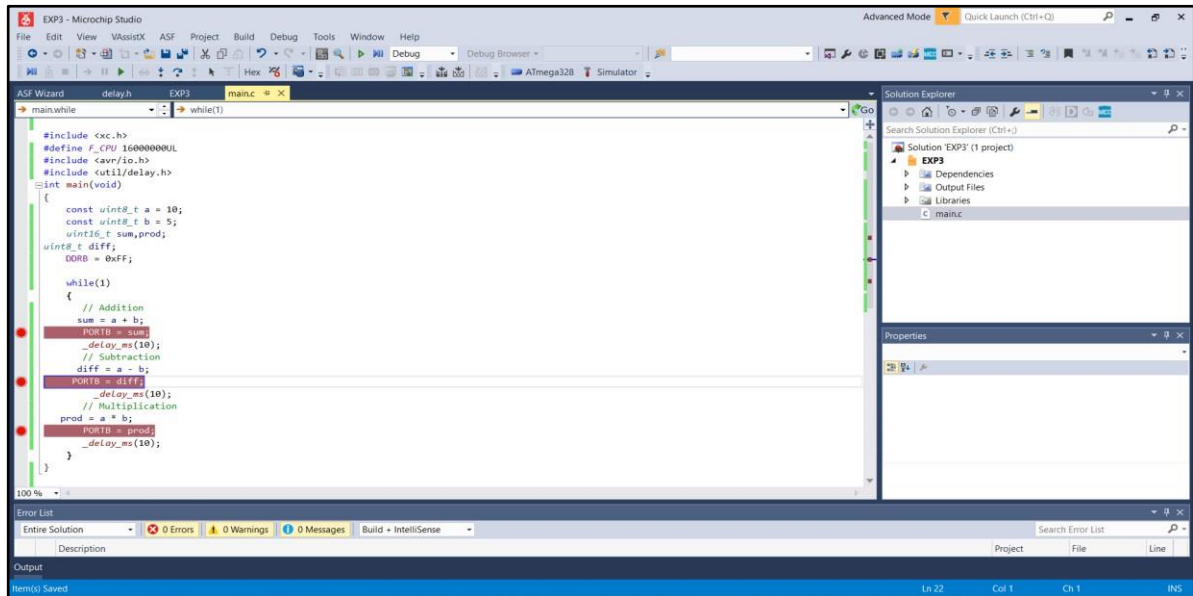 EXP3 - Microchip Studio
Advanced Mode
Quick Launch (Ctrl+Q)
File Edit View VAssistX ASF Project Build Debug Tools Window Help
Debug Debug Browser
Hex ATmega328 Simulator
ASF Wizard delay.h EXP3 main.c
main.while while(1) Go
#include <xc.h>
#define F_CPU 16000000UL
#include <avr/io.h>
#include <util/delay.h>
int main(void)
{
const uint8_t a = 10;
const uint8_t b = 5;
uint16_t sum,prod;
uint8_t diff;
DDRB = 0xFF;
while(1)
{
// Addition
sum = a + b;
PORTB = sum;
_delay_ms(10);
// Subtraction
diff = a - b;
PORTB = diff;
_delay_ms(10);
// Multiplication
prod = a * b;
PORTB = prod;
_delay_ms(10);
}
}
100 %
Solution Explorer
Search Solution Explorer (Ctrl+;)
Solution 'EXP3' (1 project)
EXP3
Dependencies
Output Files
Libraries
main.c
Properties
Error List
Entire Solution 0 Errors 0 Warnings 0 Messages Build + IntelliSense Search Error List
Description Project File Line
Output
Item(s) Saved Ln 22 Col 1 Ch 1 INS